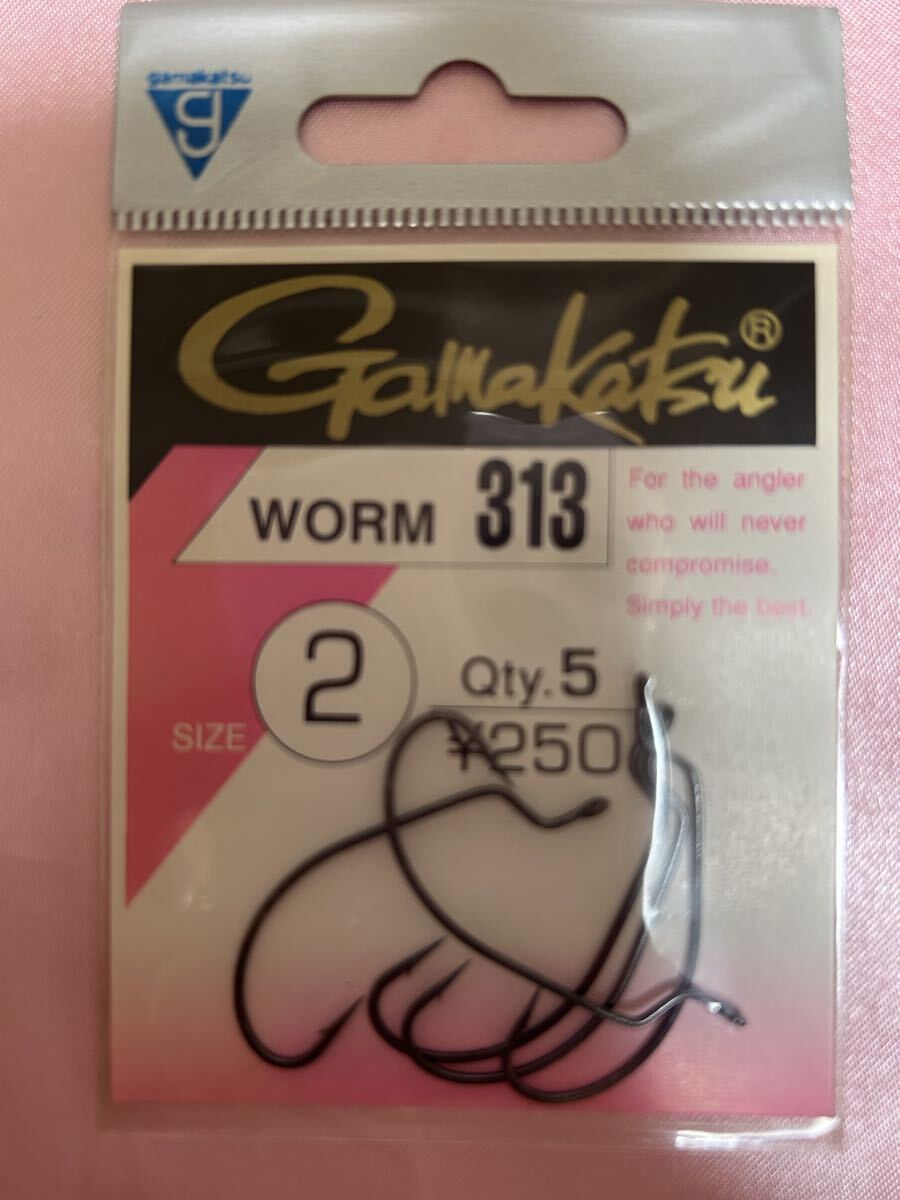 gamakatsu
Gamakatsu®
WORM 313
For the angler
who will never
compromise.
Simply the best
SIZE 2
Qty.5
¥250